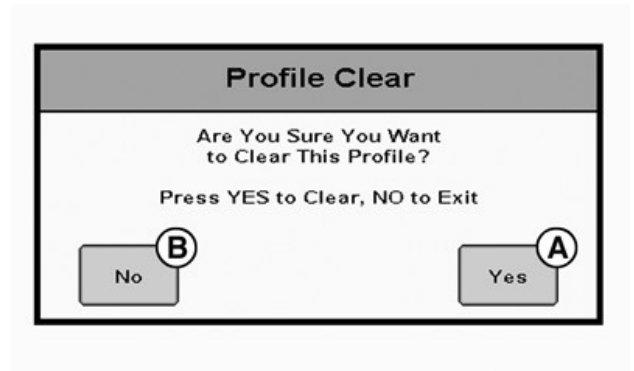 Profile Clear
Are You Sure You Want
to Clear This Profile?
Press YES to Clear, NO to Exit
B
A
No
Yes